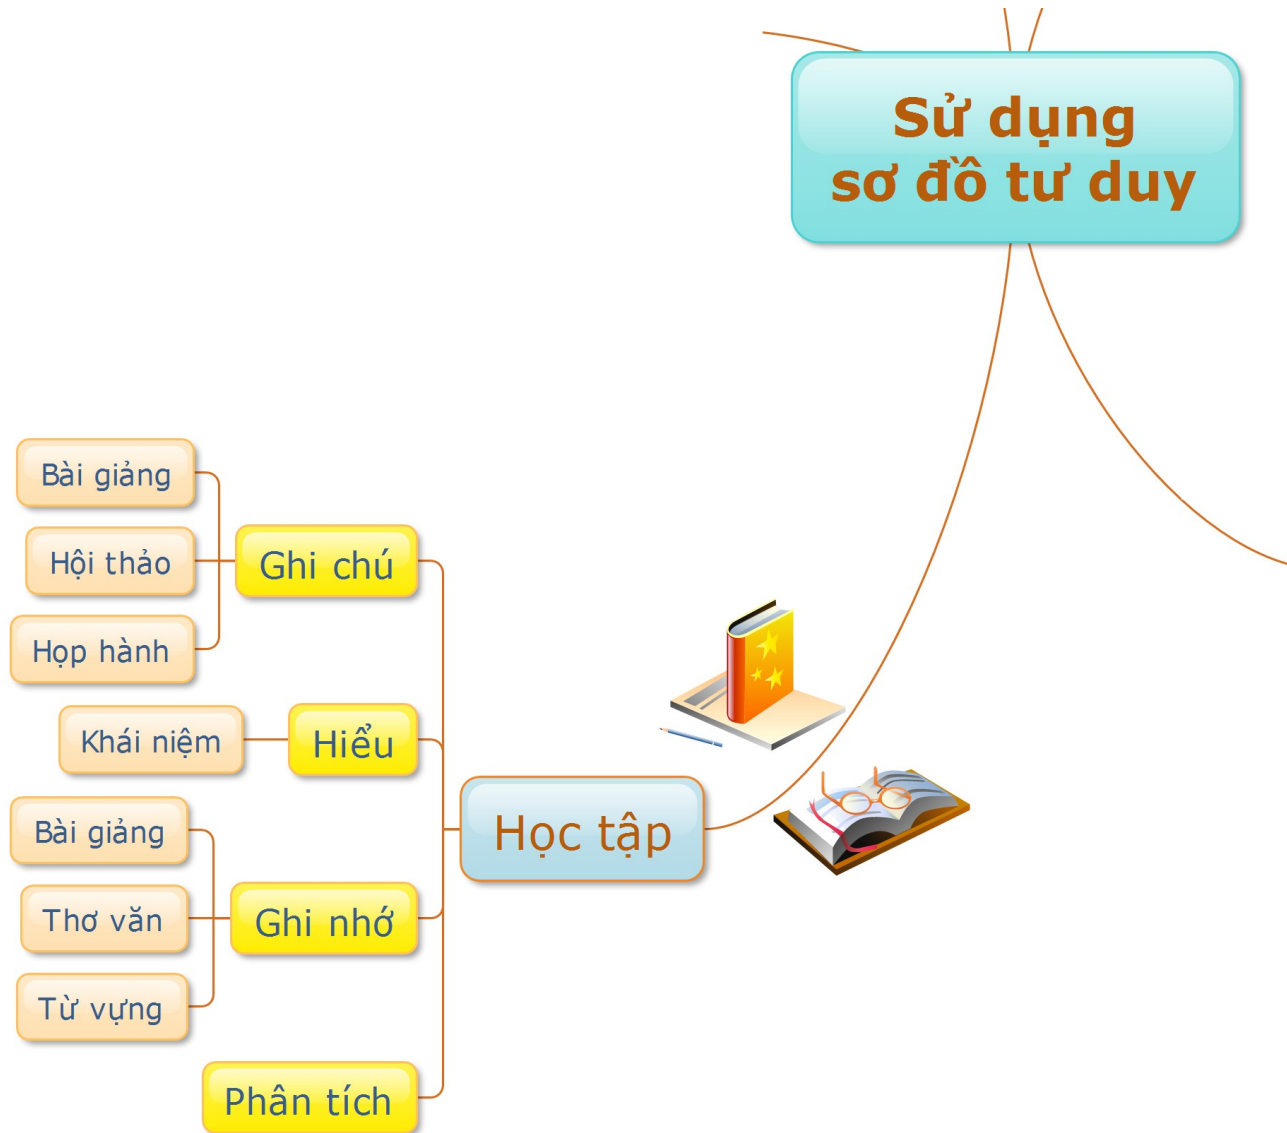 Sử dụng
sơ đồ tư duy
Bài giảng
Hội thảo
Ghi chú
Họp hành
Khái niệm
Hiểu
Học tập
Bài giảng
Thơ văn
Ghi nhớ
Từ vựng
Phân tích